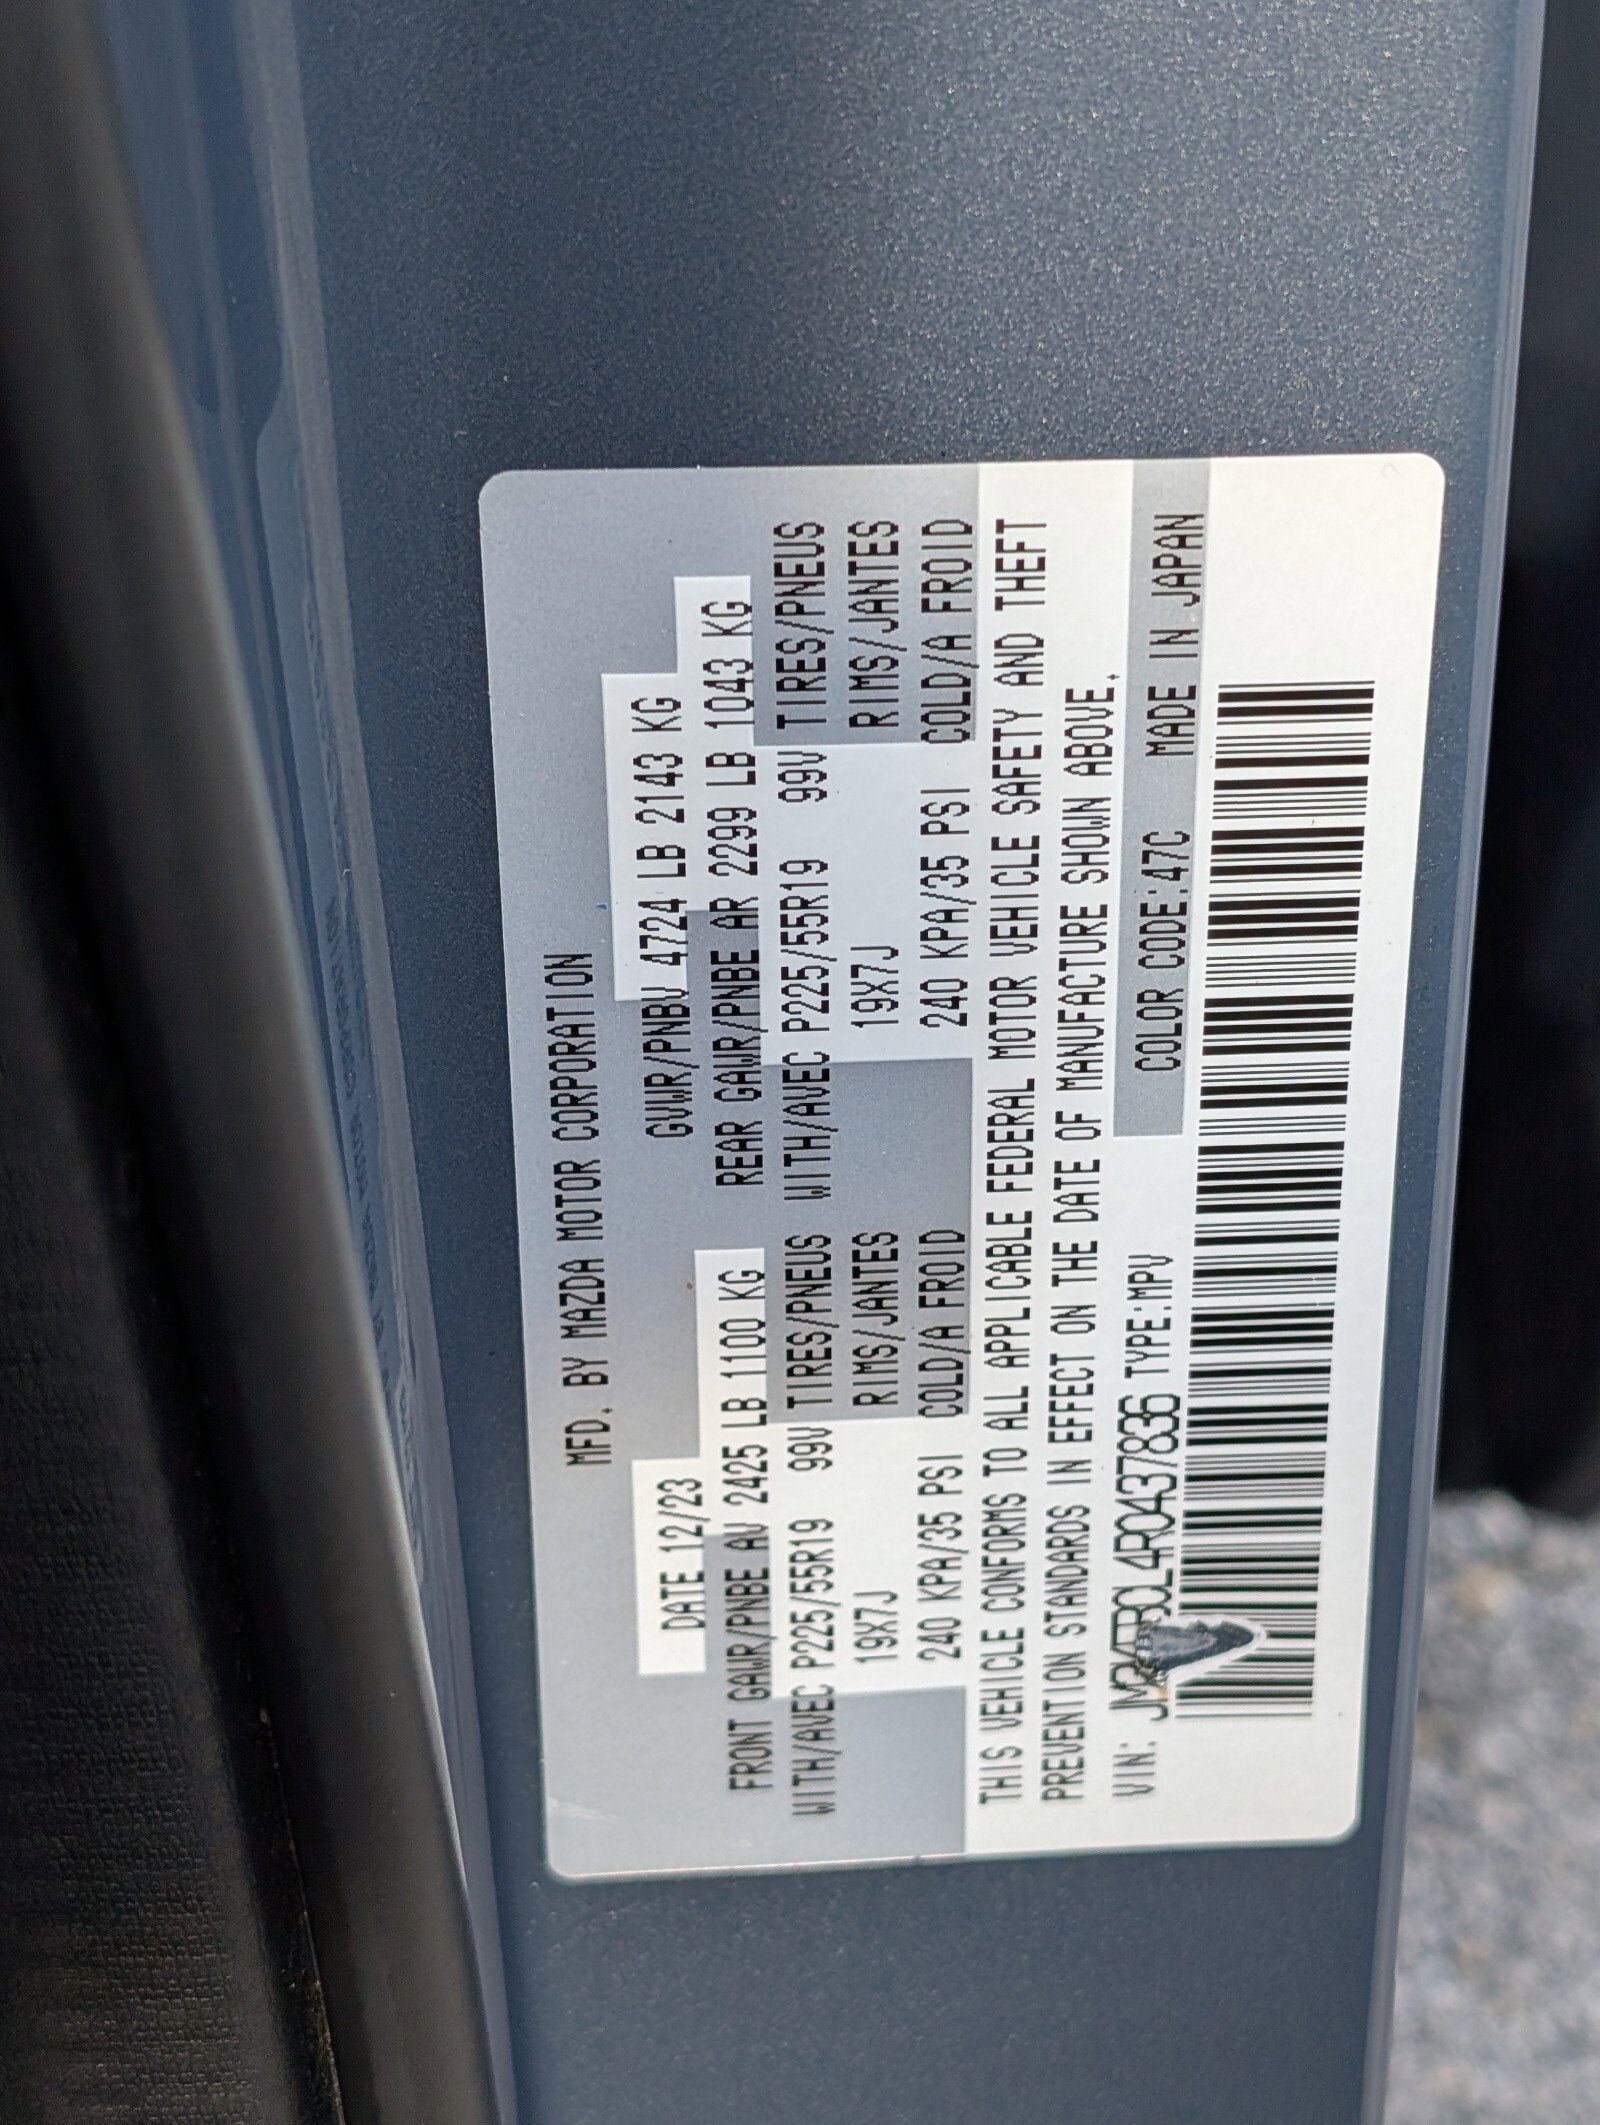 MFD. BY MAZDA MOTOR CORPORATION
DATE 12/23 GVWR/PNBV 4724 LB 2143 KG
FRONT GAWR/PNBE AV 2425 LB 1100 KG REAR GAWR/PNBE AR 2299 LB 1043 KG
WITH/AVEC P225/55R19 99V TIRES/PNEUS WITH/AVEC P225/55R19 99V TIRES/PNEUS
19X7J RIMS/JANTES 19X7J RIMS/JANTES
240 KPA/35 PSI COLD/A FROID 240 KPA/35 PSI COLD/A FROID
THIS VEHICLE CONFORMS TO ALL APPLICABLE FEDERAL MOTOR VEHICLE SAFETY AND THEFT
PREVENTION STANDARDS IN EFFECT ON THE DATE OF MANUFACTURE SHOWN ABOVE.
VIN: TYPE:MPV COLOR CODE:47C MADE IN JAPAN